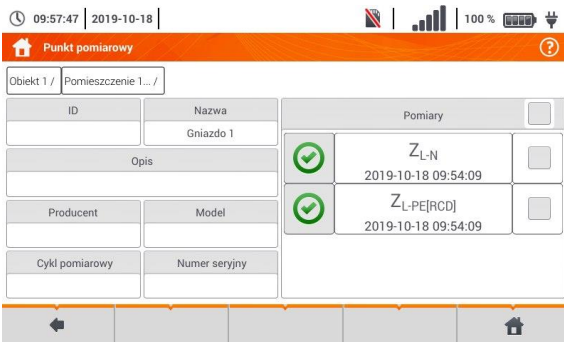 09:57:47 2019-10-18 100 %
Punkt pomiarowy ?
Obiekt 1 / Pomieszczenie 1... /
ID Nazwa Pomiary
Gniazdo 1
Opis
Producent Model
Cykl pomiarowy Numer seryjny
ZL-N
2019-10-18 09:54:09
ZL-PE[RCD]
2019-10-18 09:54:09